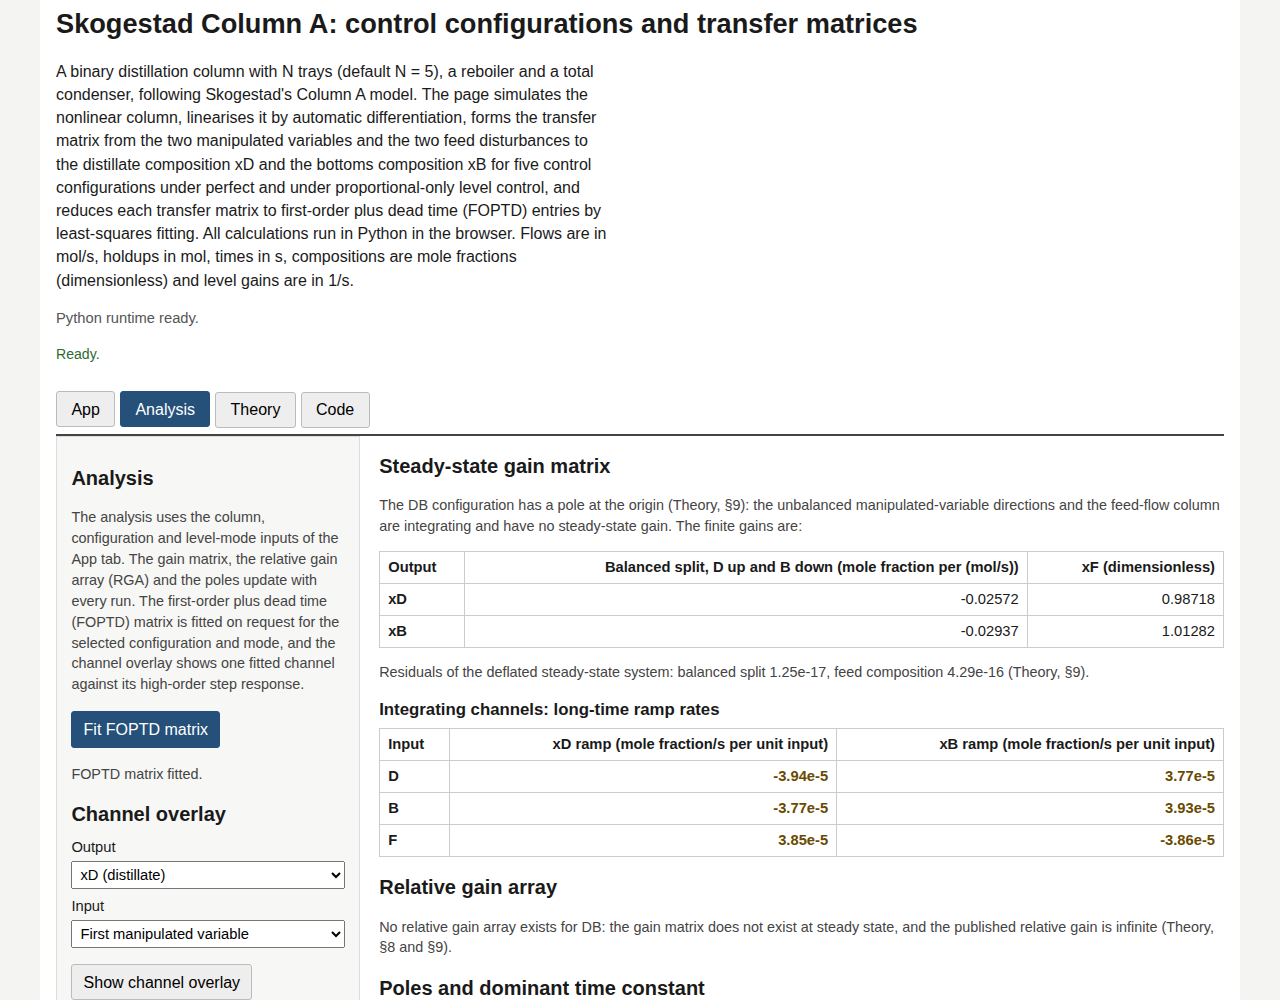 Skogestad Column A: control configurations and transfer matrices
A binary distillation column with N trays (default N = 5), a reboiler and a total
condenser, following Skogestad's Column A model. The page simulates the
nonlinear column, linearises it by automatic differentiation, forms the transfer
matrix from the two manipulated variables and the two feed disturbances to
the distillate composition xD and the bottoms composition xB for five control
configurations under perfect and under proportional-only level control, and
reduces each transfer matrix to first-order plus dead time (FOPTD) entries by
least-squares fitting. All calculations run in Python in the browser. Flows are in
mol/s, holdups in mol, times in s, compositions are mole fractions
(dimensionless) and level gains are in 1/s.
Python runtime ready.
Ready.
App Analysis Theory Code
Analysis
The analysis uses the column,
configuration and level-mode inputs of the
App tab. The gain matrix, the relative gain
array (RGA) and the poles update with
every run. The first-order plus dead time
(FOPTD) matrix is fitted on request for the
selected configuration and mode, and the
channel overlay shows one fitted channel
against its high-order step response.
Fit FOPTD matrix
FOPTD matrix fitted.
Channel overlay
Output
xD (distillate)
Input
First manipulated variable
Show channel overlay
Steady-state gain matrix
The DB configuration has a pole at the origin (Theory, §9): the unbalanced manipulated-variable directions and the feed-flow column
are integrating and have no steady-state gain. The finite gains are:
Output Balanced split, D up and B down (mole fraction per (mol/s)) xF (dimensionless)
xD -0.02572 0.98718
xB -0.02937 1.01282
Residuals of the deflated steady-state system: balanced split 1.25e-17, feed composition 4.29e-16 (Theory, §9).
Integrating channels: long-time ramp rates
Input xD ramp (mole fraction/s per unit input) xB ramp (mole fraction/s per unit input)
D -3.94e-5 3.77e-5
B -3.77e-5 3.93e-5
F 3.85e-5 -3.86e-5
Relative gain array
No relative gain array exists for DB: the gain matrix does not exist at steady state, and the published relative gain is infinite (Theory,
§8 and §9).
Poles and dominant time constant